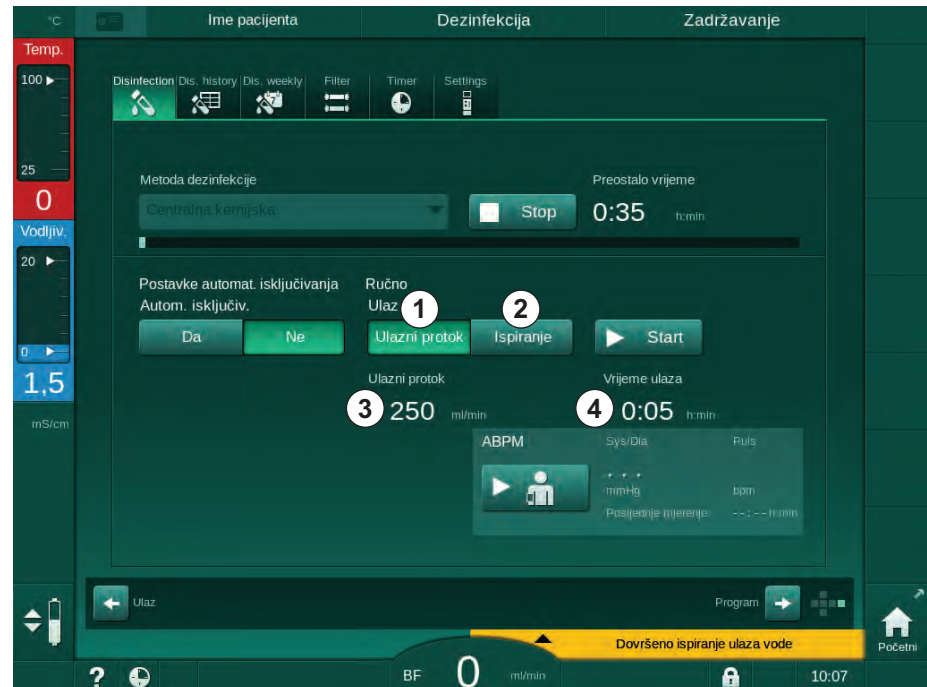 °C Ime pacijenta Dezinfekcija Zadržavanje
Temp.
100
25
0
Vodljiv.
20
0
1,5
mS/cm
Disinfection Dis. history Dis. weekly Filter Timer Settings
7
Metoda dezinfekcije Preostalo vrijeme
Centralna kemijska Stop 0:35 h:min
Postavke automat. isključivanja Ručno
Autom. isključiv. Ulaz 1 2
Da Ne Ulazni protok Ispiranje Start
Ulazni protok Vrijeme ulaza
3 250 ml/min 4 0:05 h:min
ABPM Sys/Dia Puls
mmHg bpm
Posljednje mjerenje --:-- h:min
Ulaz Program
Dovršeno ispiranje ulaza vode
Početni
? BF 0 ml/min 10:07